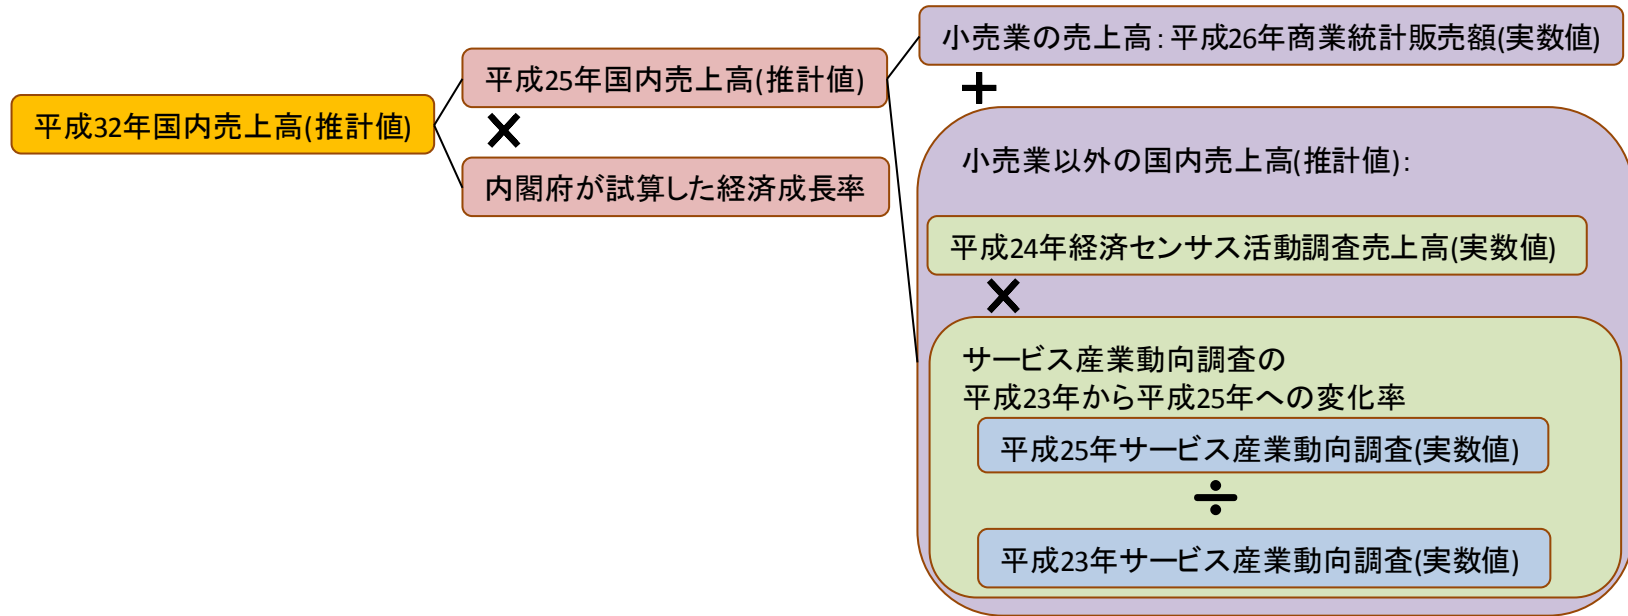 平成32年国内売上高(推計値)
平成25年国内売上高(推計値)
×
内閣府が試算した経済成長率
小売業の売上高：平成26年商業統計販売額(実数値)
+
小売業以外の国内売上高(推計値)：
平成24年経済センサス活動調査売上高(実数値)
×
サービス産業動向調査の
平成23年から平成25年への変化率
平成25年サービス産業動向調査(実数値)
÷
平成23年サービス産業動向調査(実数値)